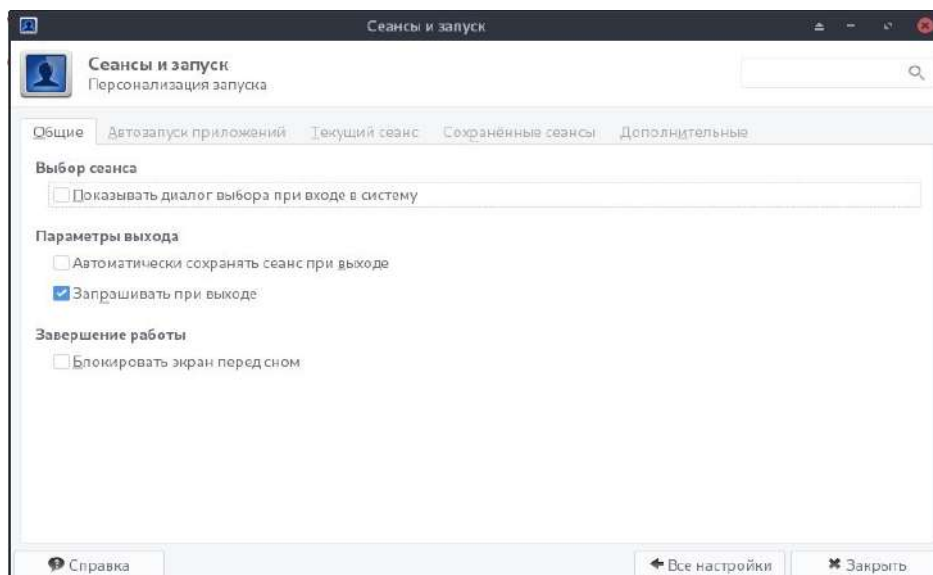 Сеансы и запуск
Сеансы и запуск
Персонализация запуска
Общие Автозапуск приложений Текущий сеанс Сохранённые сеансы Дополнительные
Выбор сеанса
Показывать диалог выбора при входе в систему
Параметры выхода
Автоматически сохранять сеанс при выходе
Запрашивать при выходе
Завершение работы
Блокировать экран перед сном
Справка Все настройки Закрыть